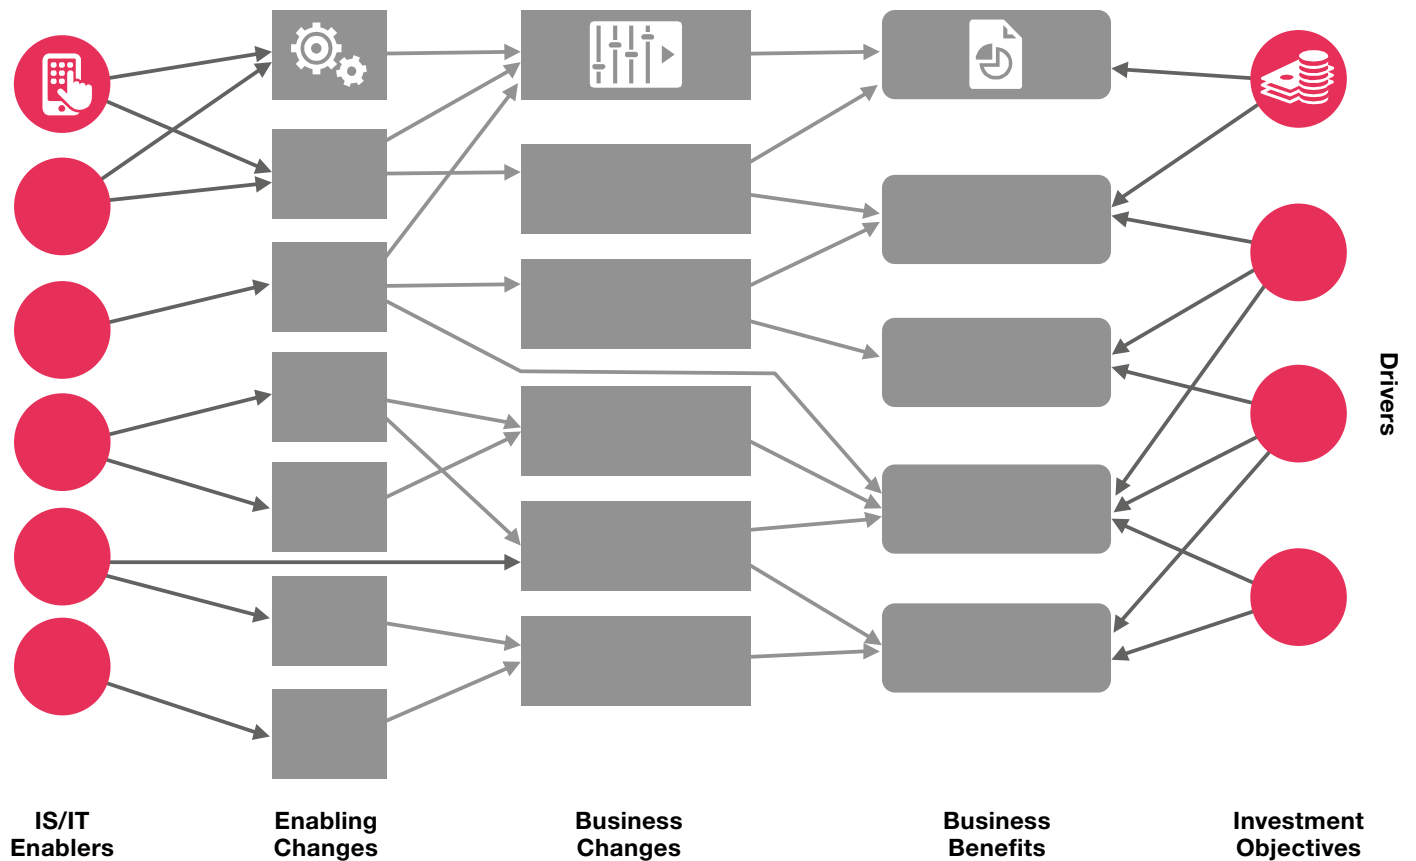 Drivers
IS/IT
Enablers
Enabling
Changes
Business
Changes
Business
Benefits
Investment
Objectives